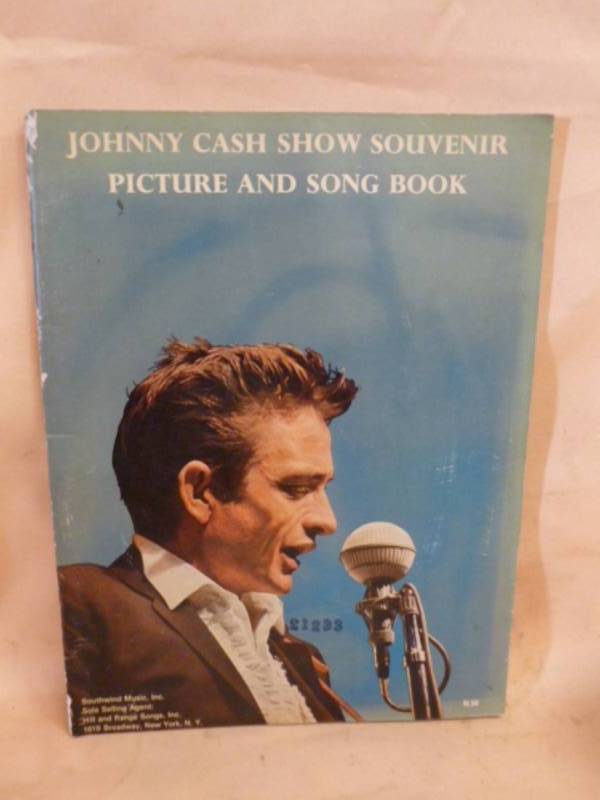 JOHNNY CASH SHOW SOUVENIR
PICTURE AND SONG BOOK
21233
Southwind Music, Inc.
Sole Selling Agent:
Hill and Range Songs, Inc.
1619 Broadway, New York, N. Y.